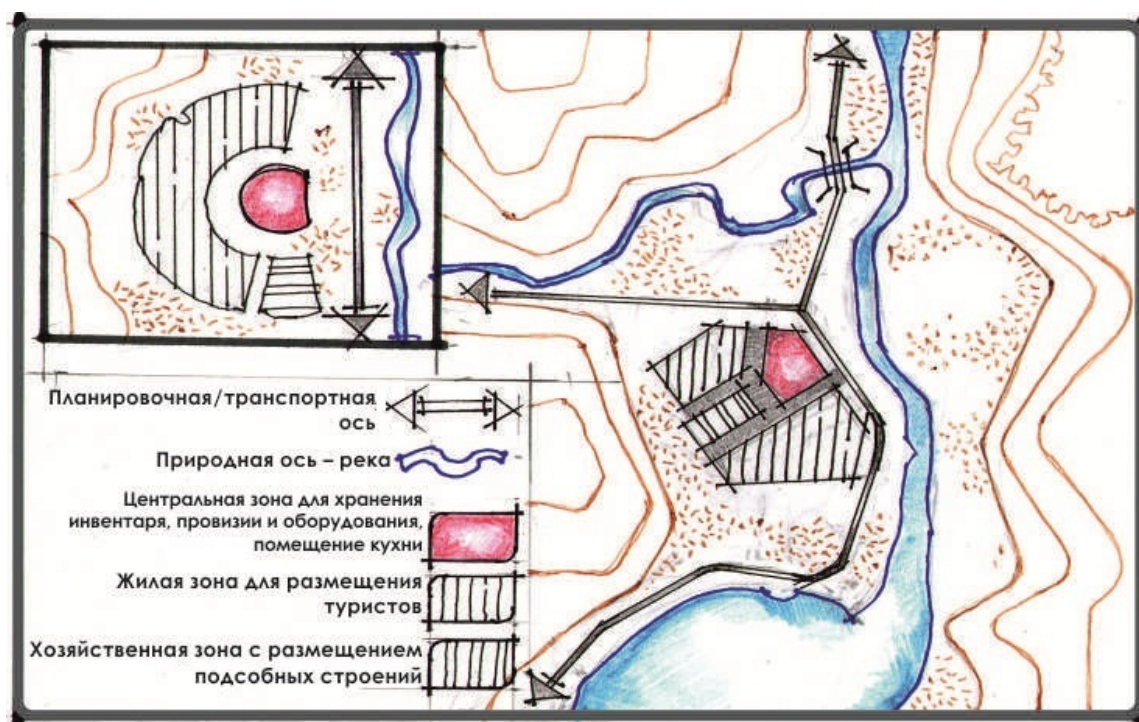 Планировочная/транспортная
ось
Природная ось – река
Центральная зона для хранения
инвентаря, провизии и оборудования,
помещение кухни
Жилая зона для размещения
туристов
Хозяйственная зона с размещением
подсобных строений